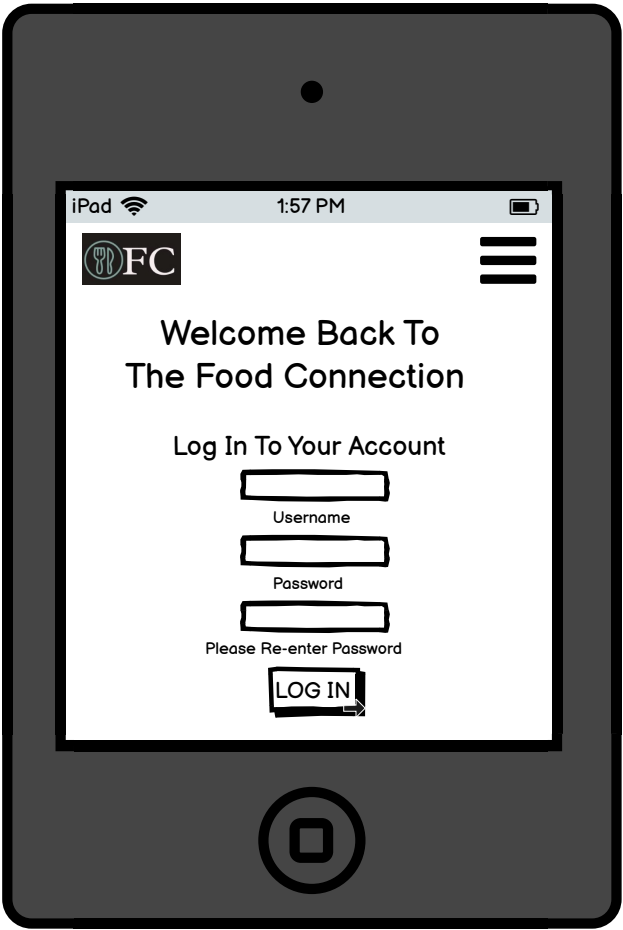 iPad 1:57 PM
FC
Welcome Back To
The Food Connection
Log In To Your Account
Username
Password
Please Re-enter Password
LOG IN